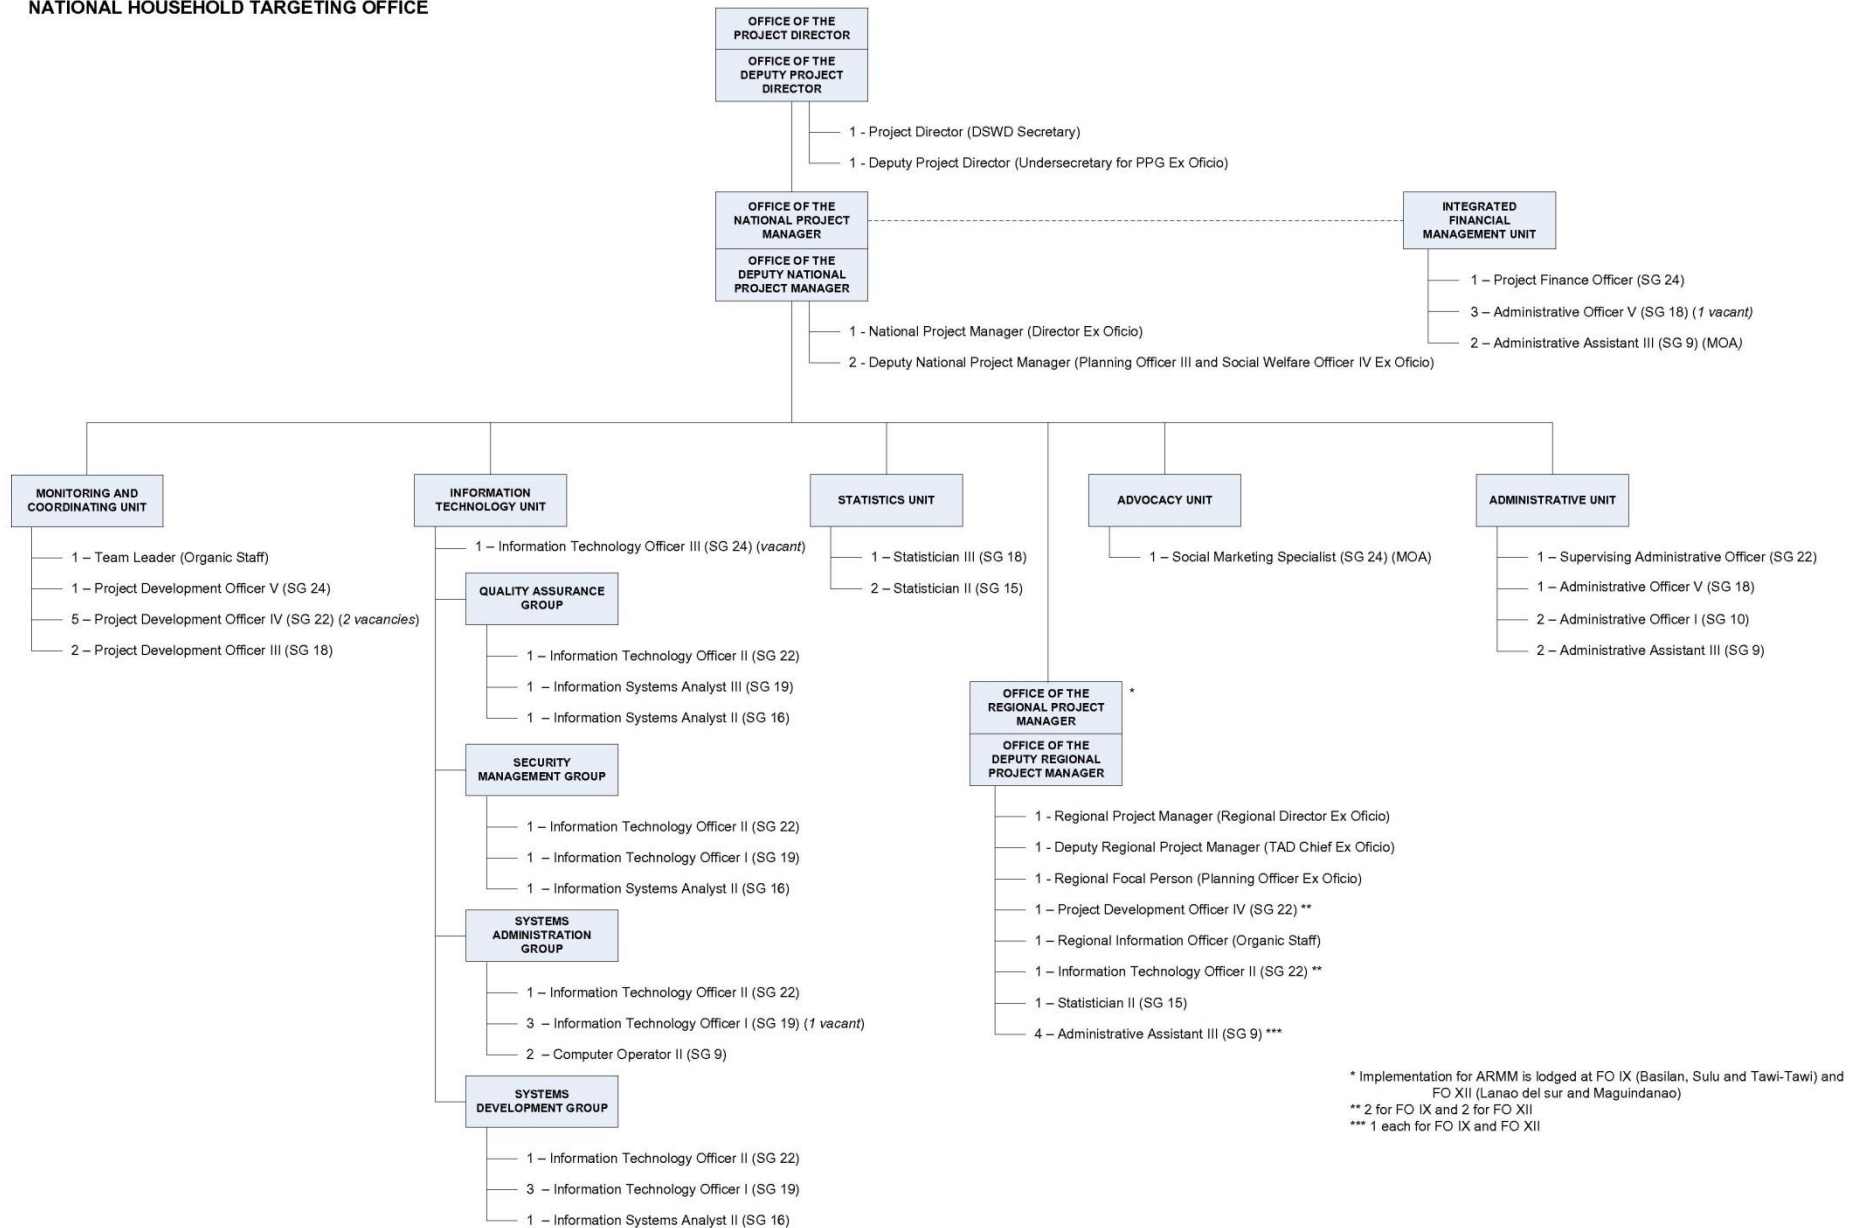 NATIONAL HOUSEHOLD TARGETING OFFICE
OFFICE OF THE
PROJECT DIRECTOR
OFFICE OF THE
DEPUTY PROJECT
DIRECTOR
1 - Project Director (DSWD Secretary)
1 - Deputy Project Director (Undersecretary for PPG Ex Oficio)
OFFICE OF THE
NATIONAL PROJECT
MANAGER
OFFICE OF THE
DEPUTY NATIONAL
PROJECT MANAGER
1 - National Project Manager (Director Ex Oficio)
2 - Deputy National Project Manager (Planning Officer III and Social Welfare Officer IV Ex Oficio)
INTEGRATED
FINANCIAL
MANAGEMENT UNIT
1 – Project Finance Officer (SG 24)
3 – Administrative Officer V (SG 18) (1 vacant)
2 – Administrative Assistant III (SG 9) (MOA)
MONITORING AND
COORDINATING UNIT
1 – Team Leader (Organic Staff)
1 – Project Development Officer V (SG 24)
5 – Project Development Officer IV (SG 22) (2 vacancies)
2 – Project Development Officer III (SG 18)
INFORMATION
TECHNOLOGY UNIT
1 – Information Technology Officer III (SG 24) (vacant)
QUALITY ASSURANCE
GROUP
1 – Information Technology Officer II (SG 22)
1 – Information Systems Analyst III (SG 19)
1 – Information Systems Analyst II (SG 16)
SECURITY
MANAGEMENT GROUP
1 – Information Technology Officer II (SG 22)
1 – Information Technology Officer I (SG 19)
1 – Information Systems Analyst II (SG 16)
SYSTEMS
ADMINISTRATION
GROUP
1 – Information Technology Officer II (SG 22)
3 – Information Technology Officer I (SG 19) (1 vacant)
2 – Computer Operator II (SG 9)
SYSTEMS
DEVELOPMENT GROUP
1 – Information Technology Officer II (SG 22)
3 – Information Technology Officer I (SG 19)
1 – Information Systems Analyst II (SG 16)
STATISTICS UNIT
1 – Statistician III (SG 18)
2 – Statistician II (SG 15)
OFFICE OF THE
REGIONAL PROJECT
MANAGER
*
OFFICE OF THE
DEPUTY REGIONAL
PROJECT MANAGER
1 - Regional Project Manager (Regional Director Ex Oficio)
1 - Deputy Regional Project Manager (TAD Chief Ex Oficio)
1 - Regional Focal Person (Planning Officer Ex Oficio)
1 – Project Development Officer IV (SG 22) **
1 – Regional Information Officer (Organic Staff)
1 – Information Technology Officer II (SG 22) **
1 – Statistician II (SG 15)
4 – Administrative Assistant III (SG 9) ***
ADVOCACY UNIT
1 – Social Marketing Specialist (SG 24) (MOA)
ADMINISTRATIVE UNIT
1 – Supervising Administrative Officer (SG 22)
1 – Administrative Officer V (SG 18)
2 – Administrative Officer I (SG 10)
2 – Administrative Assistant III (SG 9)
* Implementation for ARMM is lodged at FO IX (Basilan, Sulu and Tawi-Tawi) and
FO XII (Lanao del sur and Maguindanao)
** 2 for FO IX and 2 for FO XII
*** 1 each for FO IX and FO XII